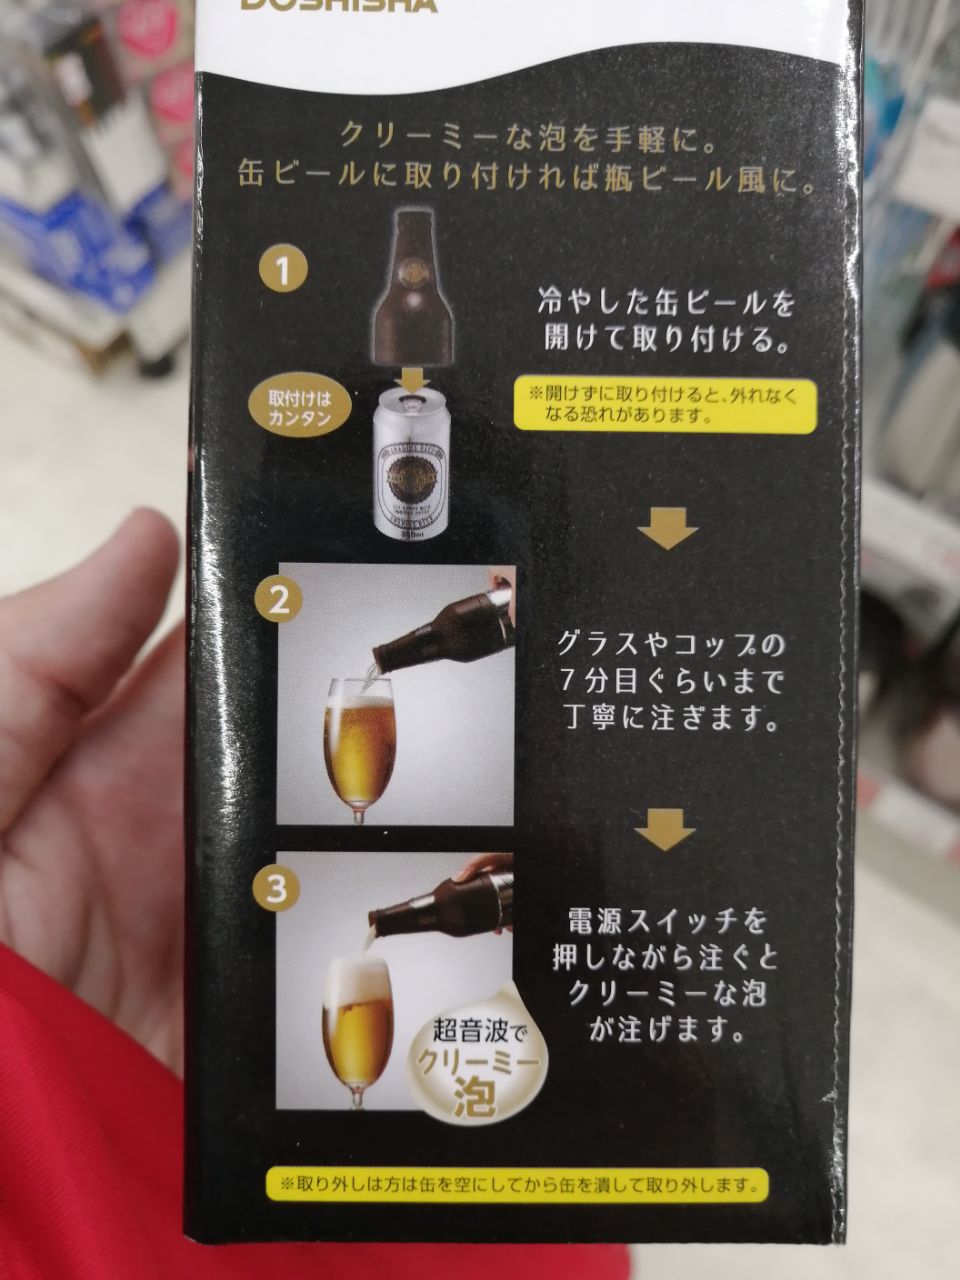 DOSHISHA
クリーミーな泡を手軽に。
缶ビールに取り付ければ瓶ビール風に。
1
冷やした缶ビールを
開けて取り付ける。
取付けは
カンタン
※開けずに取り付けると、外れなく
なる恐れがあります。
350ml
2
グラスやコップの
7分目ぐらいまで
丁寧に注ぎます。
3
電源スイッチを
押しながら注ぐと
クリーミーな泡
が注げます。
超音波で
クリーミー
泡
※取り外しは方は缶を空にしてから缶を潰して取り外します。